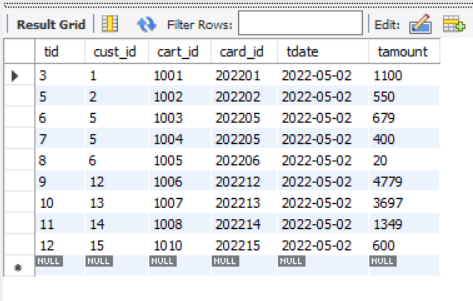 Result Grid Filter Rows: Edit:
tid cust_id cart_id card_id tdate tamount
3 1 1001 202201 2022-05-02 1100
5 2 1002 202202 2022-05-02 550
6 5 1003 202205 2022-05-02 679
7 5 1004 202205 2022-05-02 400
8 6 1005 202206 2022-05-02 20
9 12 1006 202212 2022-05-02 4779
10 13 1007 202213 2022-05-02 3697
11 14 1008 202214 2022-05-02 1349
12 15 1010 202215 2022-05-02 600
NULL NULL NULL NULL NULL NULL